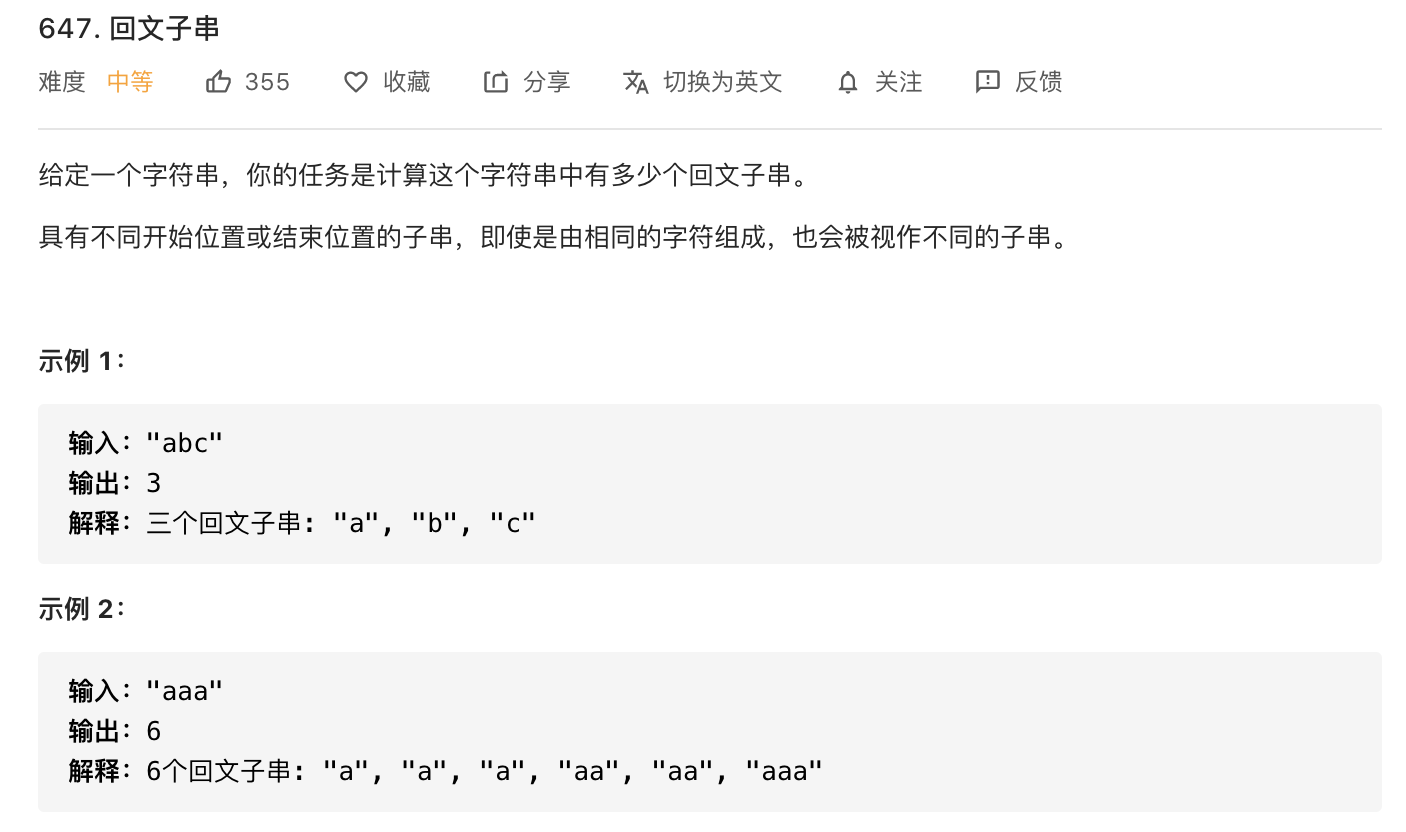 647. 回文子串
难度 中等 355 收藏 分享 切换为英文 关注 反馈
给定一个字符串，你的任务是计算这个字符串中有多少个回文子串。
具有不同开始位置或结束位置的子串，即使是由相同的字符组成，也会被视作不同的子串。
示例 1：
输入："abc"
输出：3
解释：三个回文子串: "a", "b", "c"
示例 2：
输入："aaa"
输出：6
解释：6个回文子串: "a", "a", "a", "aa", "aa", "aaa"